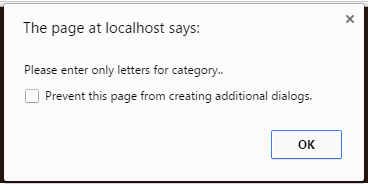 The page at localhost says:
Please enter only letters for category..
Prevent this page from creating additional dialogs.
OK